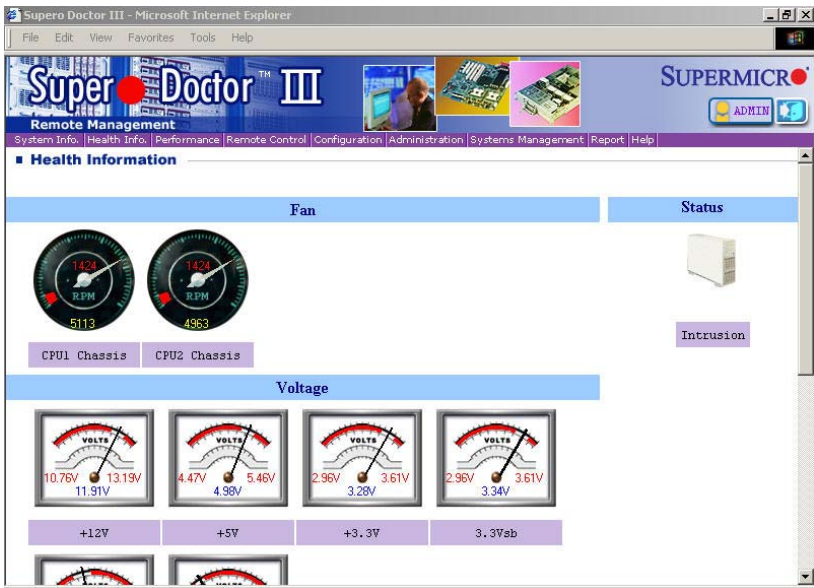 Supero Doctor III - Microsoft Internet Explorer
File Edit View Favorites Tools Help
Super Doctor™ III
SUPERMICR
Remote Management
ADMIN
System Info. Health Info. Performance Remote Control Configuration Administration Systems Management Report Help
Health Information
Fan Status
1424 1424
RPM RPM
5113 4963
CPU1 Chassis CPU2 Chassis
Intrusion
Voltage
VOLTS VOLTS VOLTS VOLTS
10.76V 13.19V 4.47V 5.46V 2.96V 3.61V 2.96V 3.61V
11.91V 4.98V 3.28V 3.34V
+12V +5V +3.3V 3.3Vsb